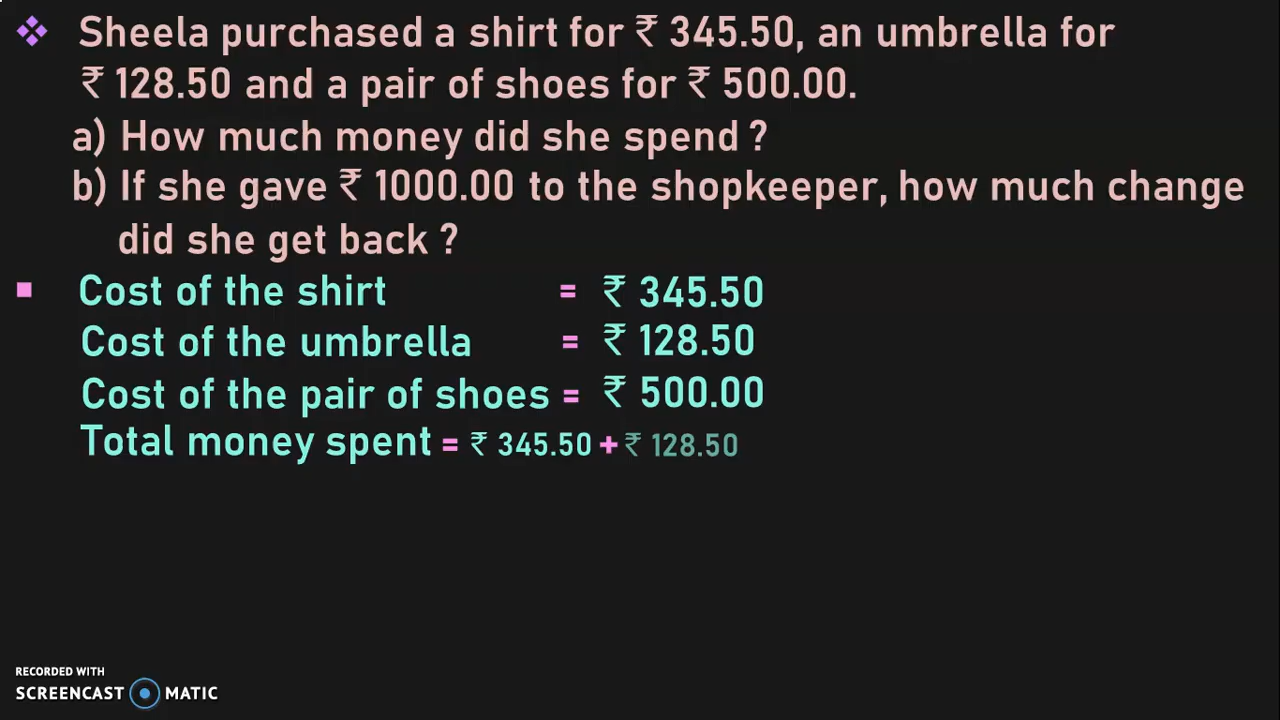 Sheela purchased a shirt for ₹ 345.50, an umbrella for
₹ 128.50 and a pair of shoes for ₹ 500.00.
a) How much money did she spend ?
b) If she gave ₹ 1000.00 to the shopkeeper, how much change
did she get back ?
Cost of the shirt = ₹ 345.50
Cost of the umbrella = ₹ 128.50
Cost of the pair of shoes = ₹ 500.00
Total money spent = ₹ 345.50 + ₹ 128.50
RECORDED WITH
SCREENCAST MATIC